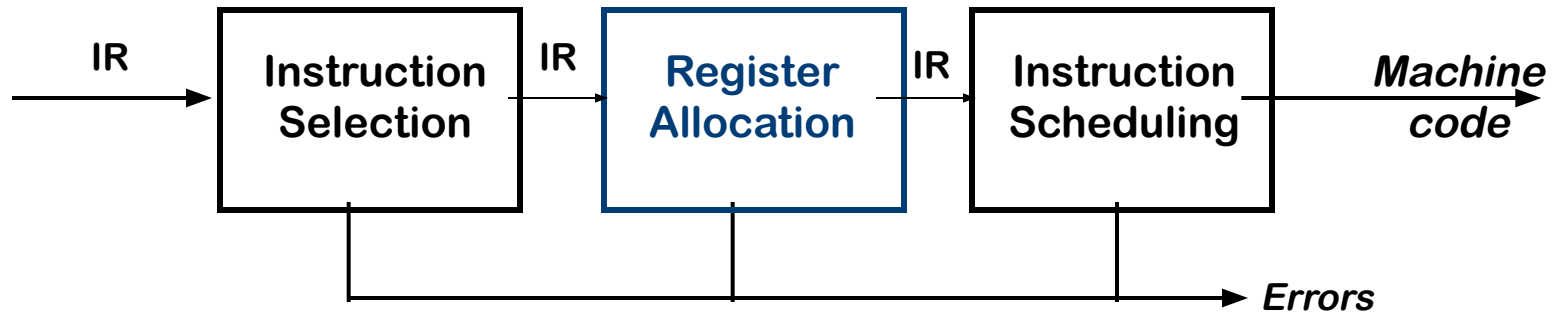 IR
Instruction
Selection
IR
Register
Allocation
IR
Instruction
Scheduling
Machine
code
Errors